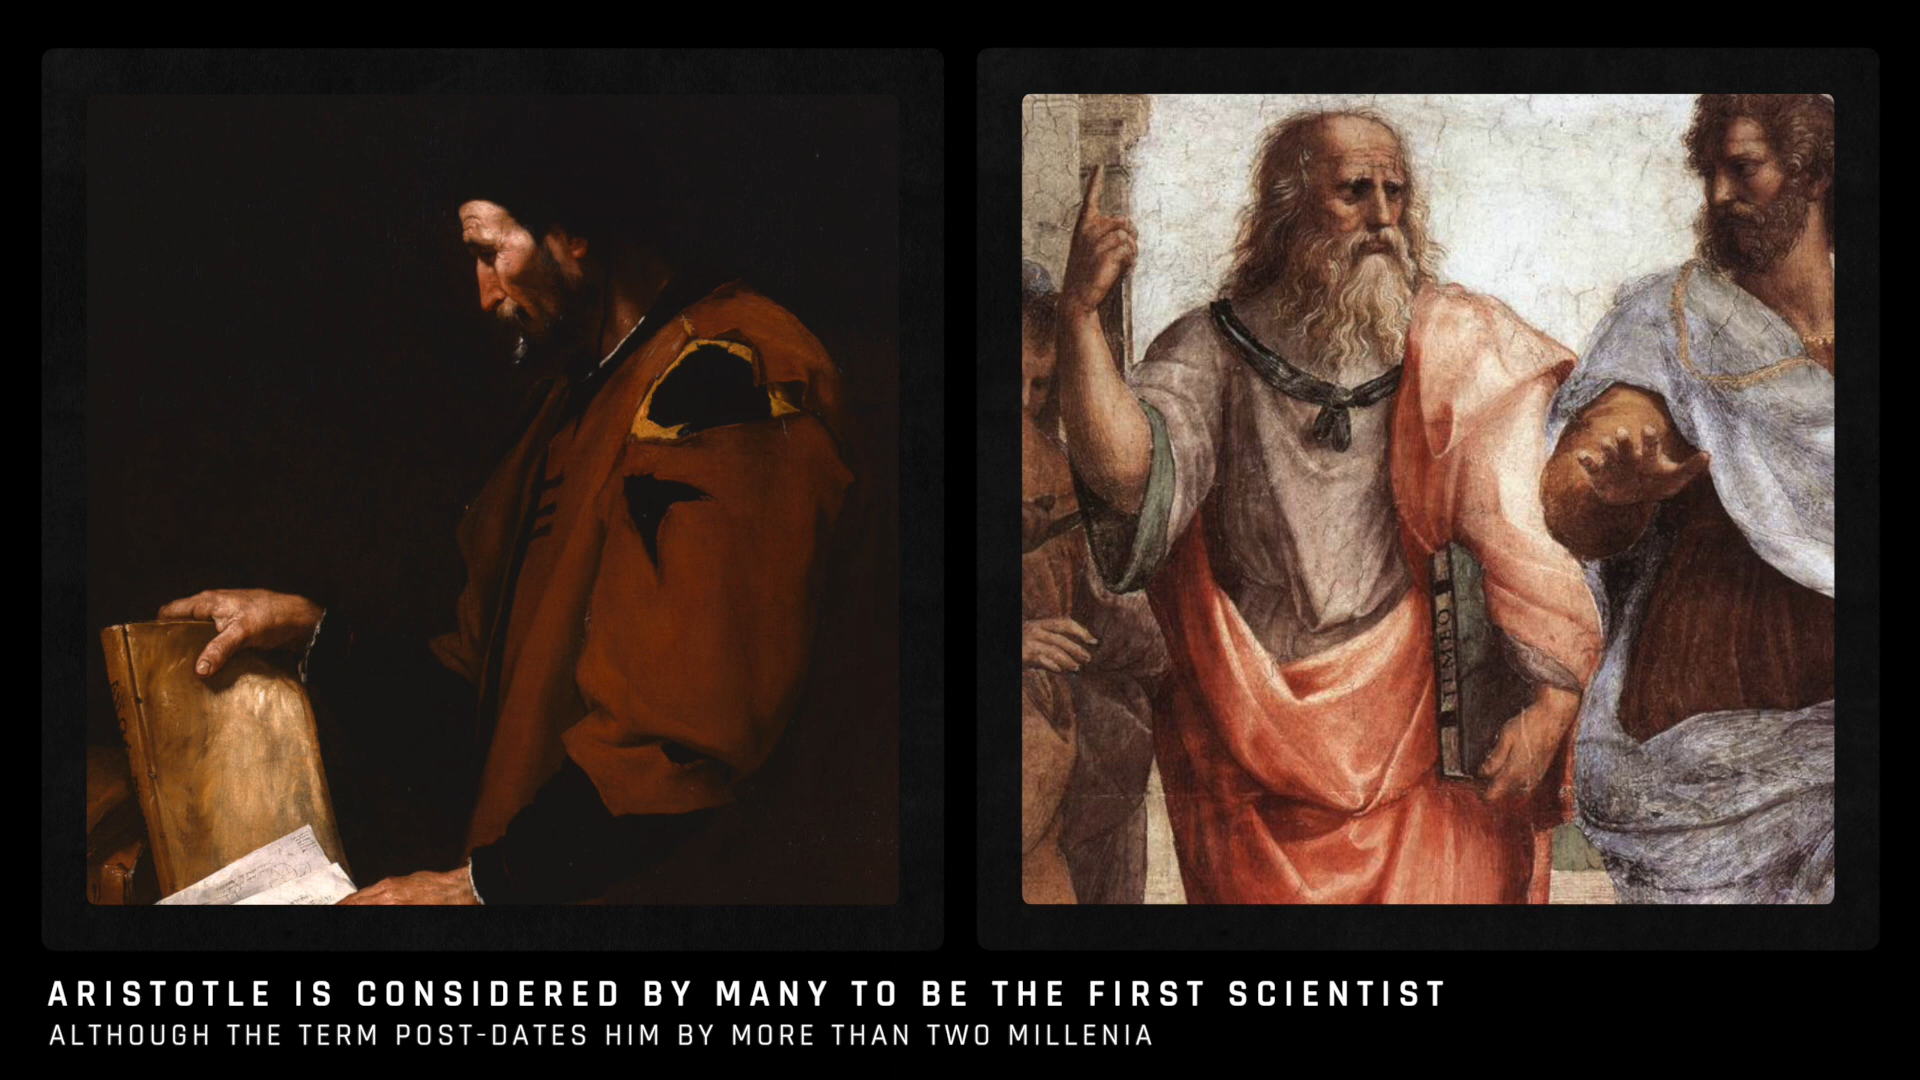 TIMEO
ARISTOTLE IS CONSIDERED BY MANY TO BE THE FIRST SCIENTIST
ALTHOUGH THE TERM POST-DATES HIM BY MORE THAN TWO MILLENIA